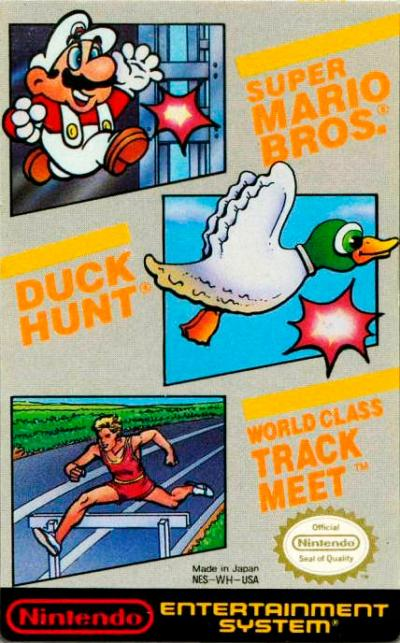 SUPER
MARIO
BROS.®
DUCK
HUNT®
WORLD CLASS
TRACK
MEET™
Official
Nintendo®
Seal of Quality
Made in Japan
NES-WH-USA
Nintendo®
ENTERTAINMENT
SYSTEM®